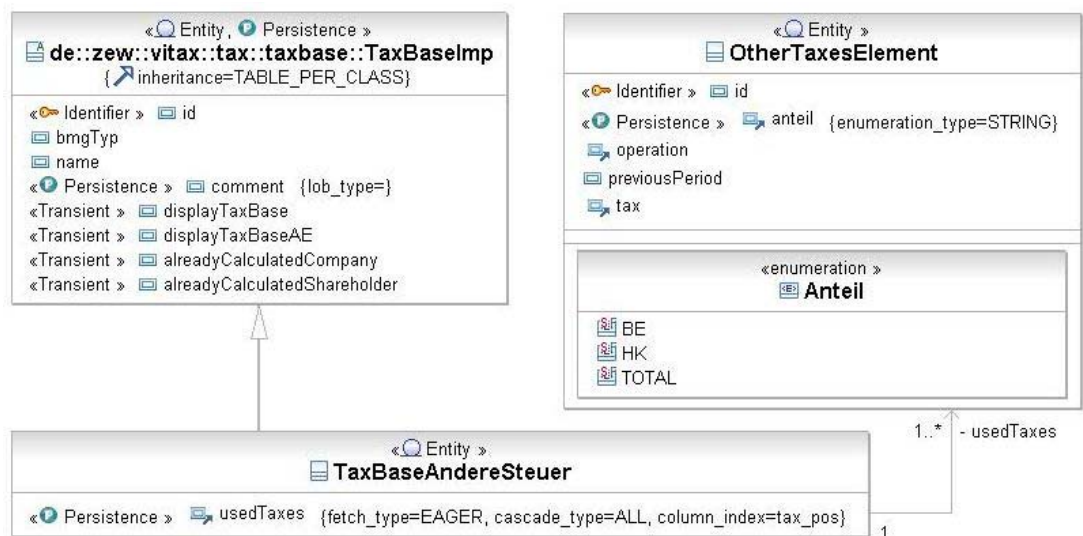 « Entity, Persistence »
de::zew::vitax::tax::taxbase::TaxBaseImp
{ inheritance=TABLE_PER_CLASS}
« Identifier » id
bmgTyp
name
« Persistence » comment {lob_type=}
«Transient » displayTaxBase
«Transient » displayTaxBaseAE
«Transient » alreadyCalculatedCompany
«Transient » alreadyCalculatedShareholder
« Entity »
OtherTaxesElement
« Identifier » id
« Persistence » anteil {enumeration_type=STRING}
operation
previousPeriod
tax
«enumeration »
Anteil
BE
HK
TOTAL
1..* - usedTaxes
« Entity »
TaxBaseAndereSteuer
« Persistence » usedTaxes {fetch_type=EAGER, cascade_type=ALL, column_index=tax_pos}
1